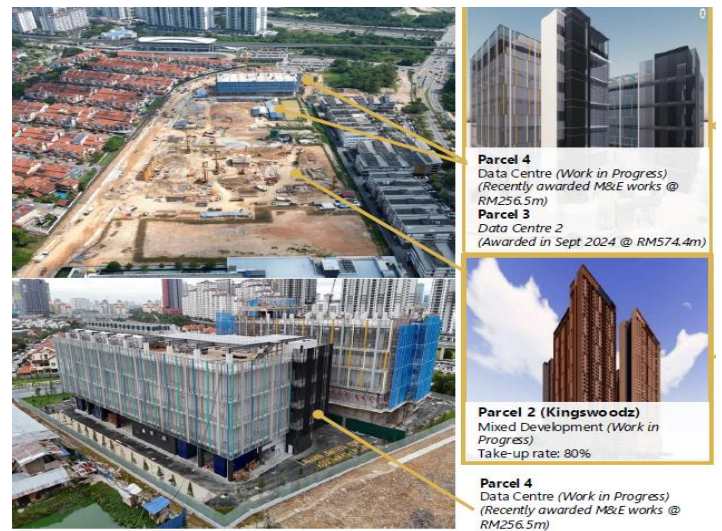 Parcel 4
Data Centre (Work in Progress)
(Recently awarded M&E works @
RM256.5m)
Parcel 3
Data Centre 2
(Awarded in Sept 2024 @ RM574.4m)
Parcel 2 (Kingswoodz)
Mixed Development (Work in
Progress)
Take-up rate: 80%
Parcel 4
Data Centre (Work in Progress)
(Recently awarded M&E works @
RM256.5m)